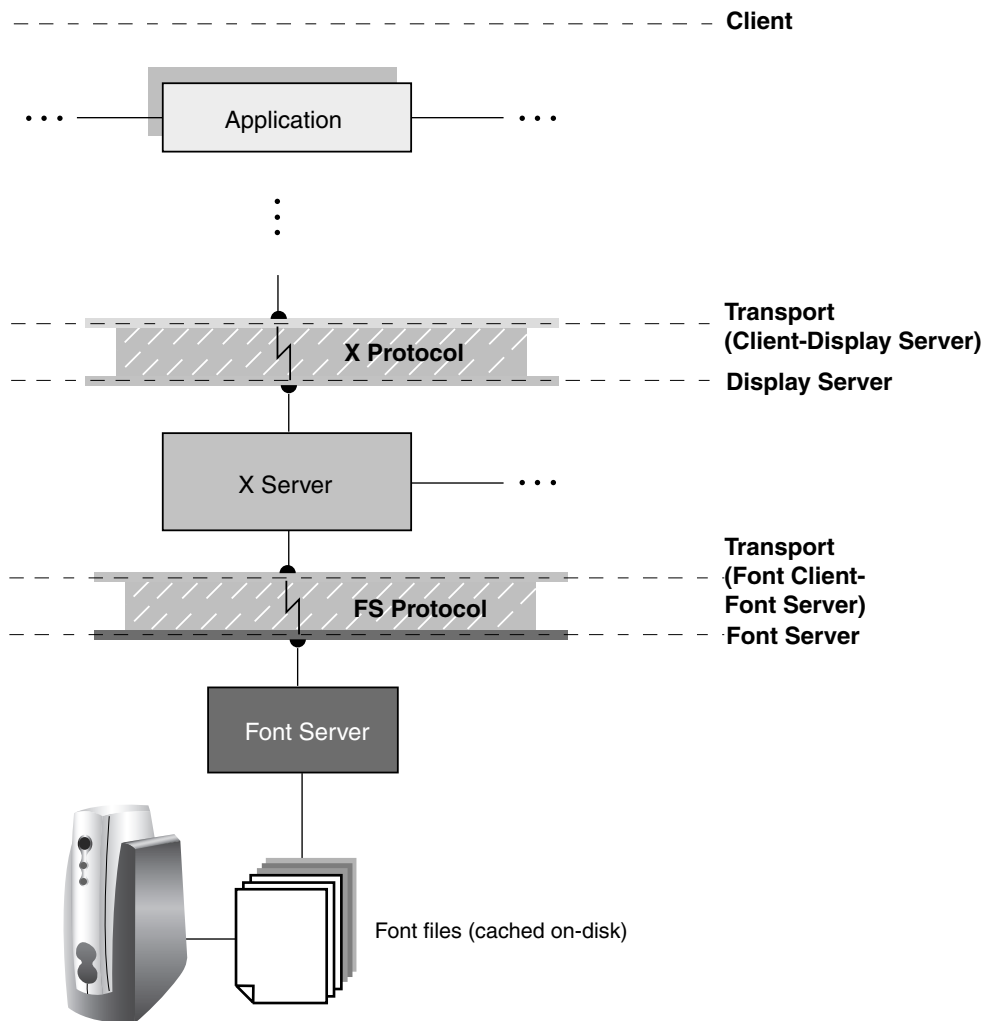 Client
Application
Transport
(Client-Display Server)
X Protocol
Display Server
X Server
Transport
(Font Client-
Font Server)
FS Protocol
Font Server
Font Server
Font files (cached on-disk)